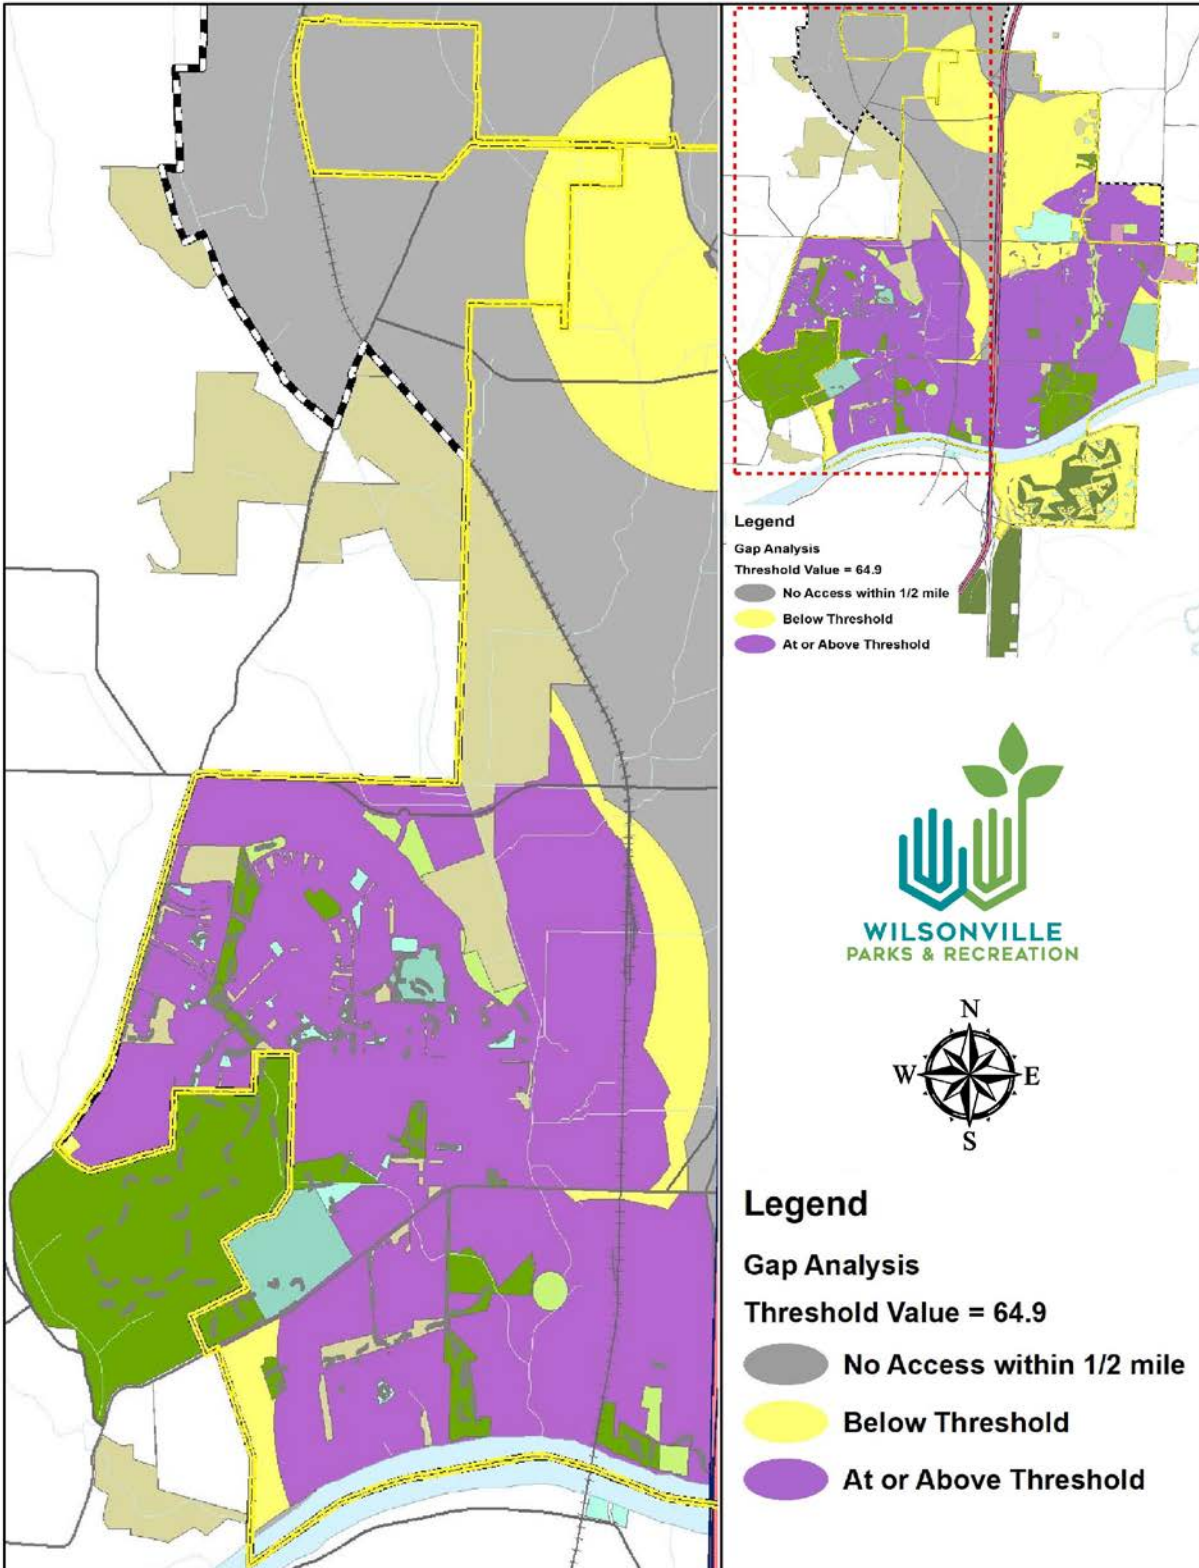 Legend
Gap Analysis
Threshold Value = 64.9
No Access within 1/2 mile
Below Threshold
At or Above Threshold
WILSONVILLE
PARKS & RECREATION
N
W E
S
Legend
Gap Analysis
Threshold Value = 64.9
No Access within 1/2 mile
Below Threshold
At or Above Threshold